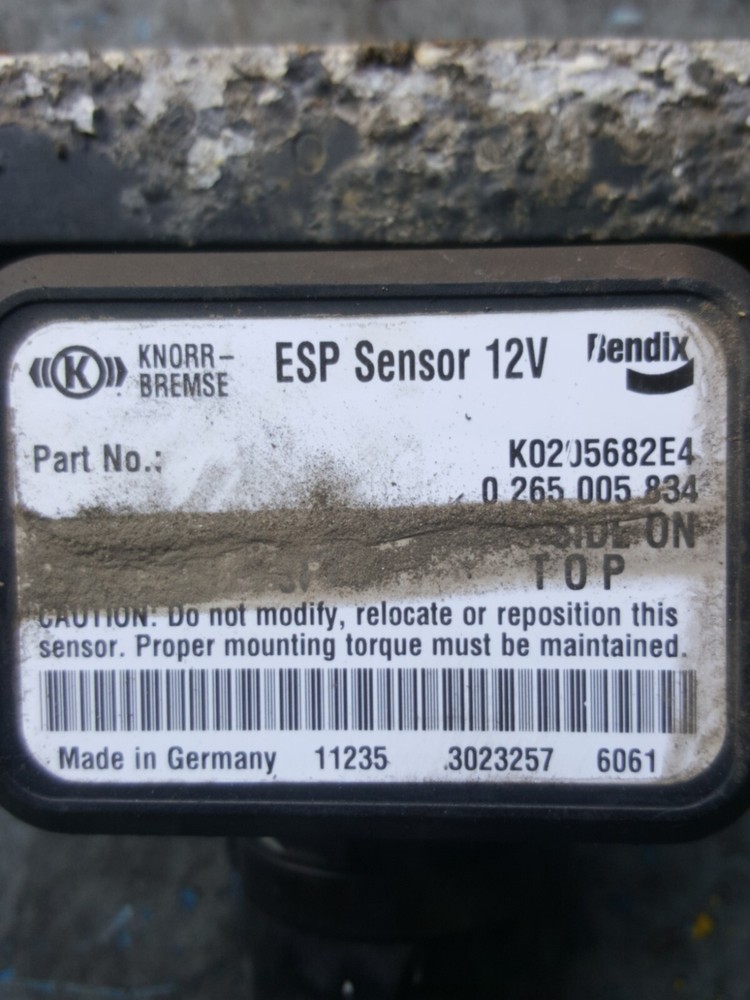 K
KNORR-
BREMSE
ESP Sensor 12V
Bendix
Part No.:
0 265 005 834
SIDE ON
TOP
CAUTION: Do not modify, relocate or reposition this
sensor. Proper mounting torque must be maintained.
Made in Germany 11235 3023257 6061